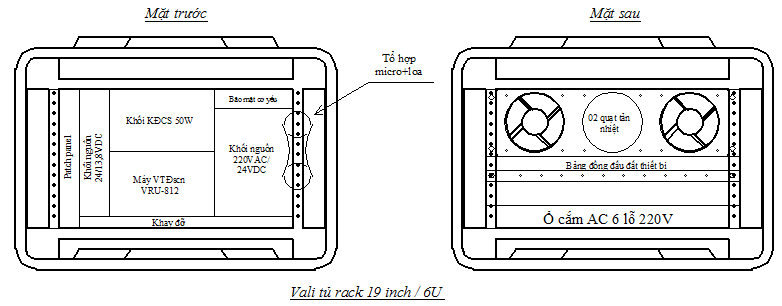 Mặt trước
Mặt sau
Tổ hợp
micro+loa
Patch panel
Khối nguồn
24/13,8VDC
Khối KĐCS 50W
Máy VTĐscn
VRU-812
Bảo mật cơ yếu
Khối nguồn
220VAC/
24VDC
Khay đỡ
02 quạt tản
nhiệt
Bảng đồng đấu đất thiết bị
Ổ cắm AC 6 lỗ 220V
Vali tủ rack 19 inch / 6U